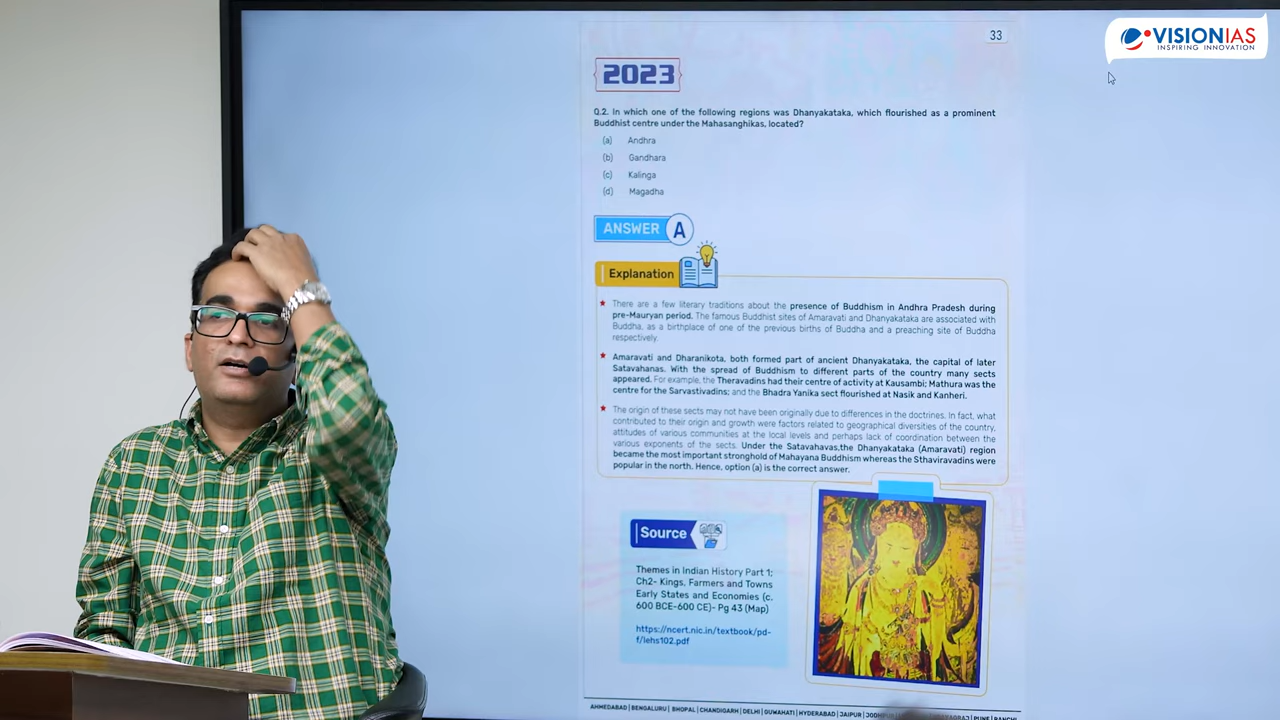 33
VISIONIAS
INSPIRING INNOVATION
2023
Q.2. In which one of the following regions was Dhanyakataka, which flourished as a prominent
Buddhist centre under the Mahasanghikas, located?
(a) Andhra
(b) Gandhara
(c) Kalinga
(d) Magadha
ANSWER A
Explanation
There are a few literary traditions about the presence of Buddhism in Andhra Pradesh during
pre-Mauryan period. The famous Buddhist sites of Amaravati and Dhanyakataka are associated with
Buddha, as a birthplace of one of the previous births of Buddha and a preaching site of Buddha
respectively.
Amaravati and Dharanikota, both formed part of ancient Dhanyakataka, the capital of later
Satavahanas. With the spread of Buddhism to different parts of the country many sects
appeared. For example, the Theravadins had their centre of activity at Kausambi; Mathura was the
centre for the Sarvastivadins; and the Bhadra Yanika sect flourished at Nasik and Kanheri.
The origin of these sects may not have been originally due to differences in the doctrines. In fact, what
contributed to their origin and growth were factors related to geographical diversities of the country,
attitudes of various communities at the local levels and perhaps lack of coordination between the
various exponents of the sects. Under the Satavahavas,the Dhanyakataka (Amaravati) region
became the most important stronghold of Mahayana Buddhism whereas the Sthaviravadins were
popular in the north. Hence, option (a) is the correct answer.
Source
Themes in Indian History Part 1;
Ch2- Kings, Farmers and Towns
Early States and Economies (c.
600 BCE-600 CE)- Pg 43 (Map)
https://ncert.nic.in/textbook/pd-
f/lehs102.pdf
AHMEDABAD | BENGALURU | BHOPAL | CHANDIGARH | DELHI | GUWAHATI | HYDERABAD | JAIPUR | PUNE | RANCHI